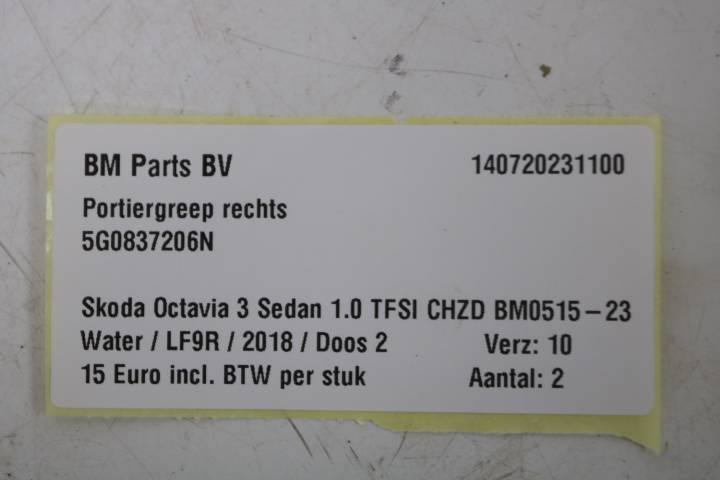 BM Parts BV 140720231100
Portiergreep rechts
5G0837206N
Skoda Octavia 3 Sedan 1.0 TFSI CHZD BM0515-23
Water / LF9R / 2018 / Doos 2 Verz: 10
15 Euro incl. BTW per stuk Aantal: 2